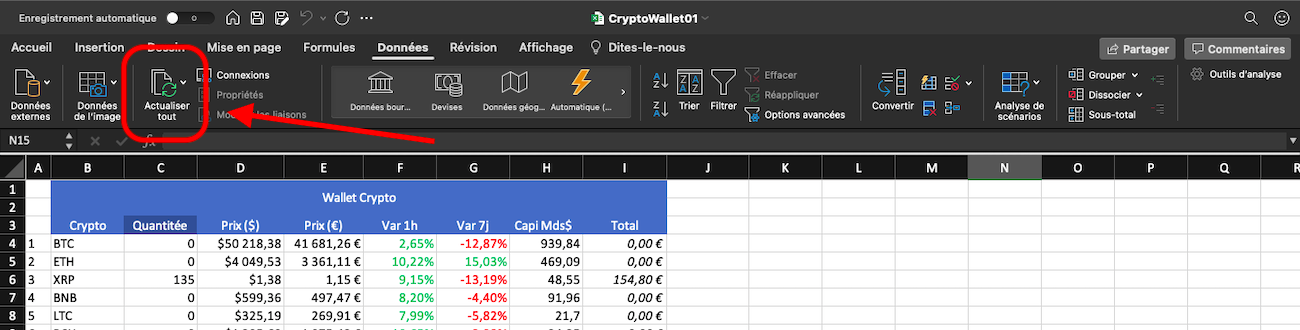 Enregistrement automatique
CryptoWallet01
Accueil Insertion Dessin Mise en page Formules Données Révision Affichage Dites-le-nous Partager Commentaires
Données externes
Données de l'image
Actualiser tout
Connexions
Propriétés
liaisons
Données bour...
Devises
Données géog...
Automatique (...
Trier
Filtrer
Effacer
Réappliquer
Options avancées
Convertir
Analyse de scénarios
Grouper
Dissocier
Sous-total
Outils d'analyse
N15 fx
A B C D E F G H I J K L M N O P Q R
1 Wallet Crypto
2
3 Crypto Quantitée Prix ($) Prix (€) Var 1h Var 7j Capi Mds$ Total
4 1 BTC 0 $50 218,38 41 681,26 € 2,65% -12,87% 939,84 0,00 €
5 2 ETH 0 $4 049,53 3 361,11 € 10,22% 15,03% 469,09 0,00 €
6 3 XRP 135 $1,38 1,15 € 9,15% -13,19% 48,55 154,80 €
7 4 BNB 0 $599,36 497,47 € 8,20% -4,40% 91,96 0,00 €
8 5 LTC 0 $325,19 269,91 € 7,99% -5,82% 21,7 0,00 €